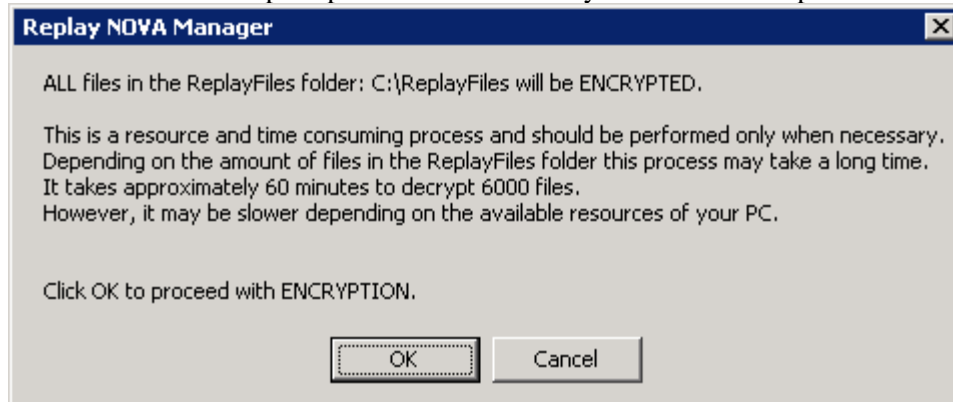 Replay NOVA Manager
ALL files in the ReplayFiles folder: C:\ReplayFiles will be ENCRYPTED.
This is a resource and time consuming process and should be performed only when necessary.
Depending on the amount of files in the ReplayFiles folder this process may take a long time.
It takes approximately 60 minutes to decrypt 6000 files.
However, it may be slower depending on the available resources of your PC.
Click OK to proceed with ENCRYPTION.
OK
Cancel